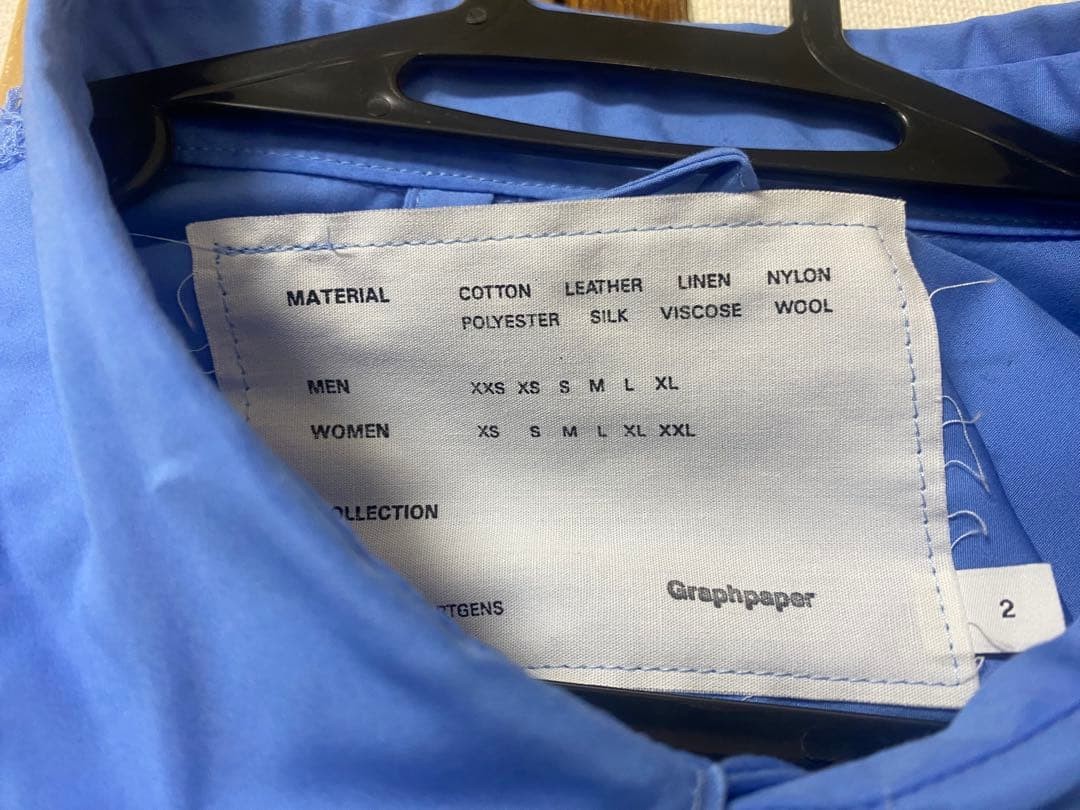 MATERIAL COTTON LEATHER LINEN NYLON
POLYESTER SILK VISCOSE WOOL
MEN XXS XS S M L XL
WOMEN XS S M L XL XXL
OLLECTION
RTGENS Graphpaper
2